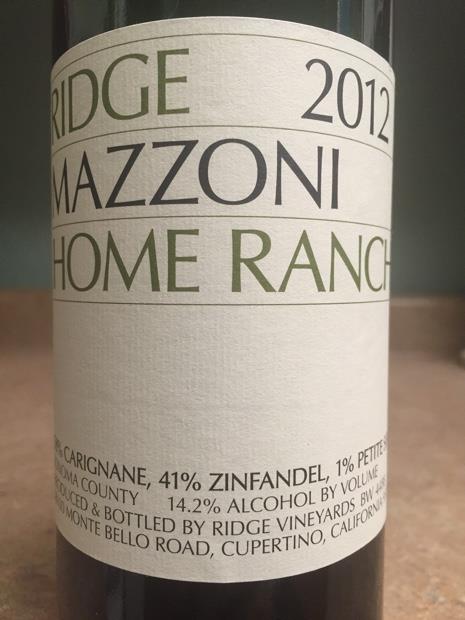 RIDGE 2012
MAZZONI
HOME RANCH
% CARIGNANE, 41% ZINFANDEL, 1% PETITE
SONOMA COUNTY 14.2% ALCOHOL BY VOLUME
PRODUCED & BOTTLED BY RIDGE VINEYARDS BW
MONTE BELLO ROAD, CUPERTINO, CALIFORNIA